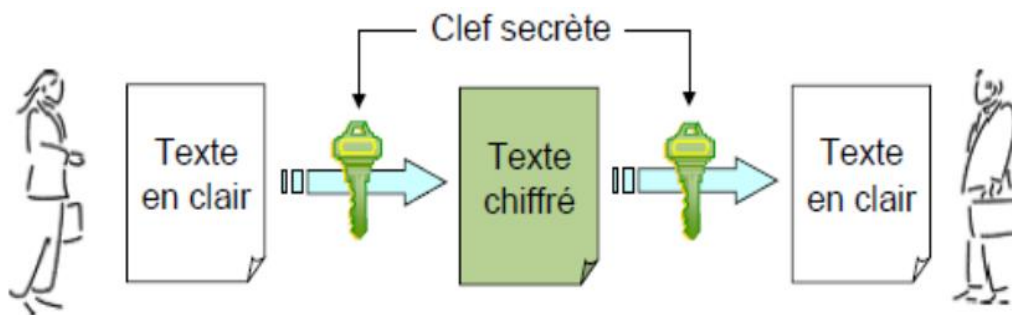 Clef secrète
Texte
en clair
Texte
chiffré
Texte
en clair